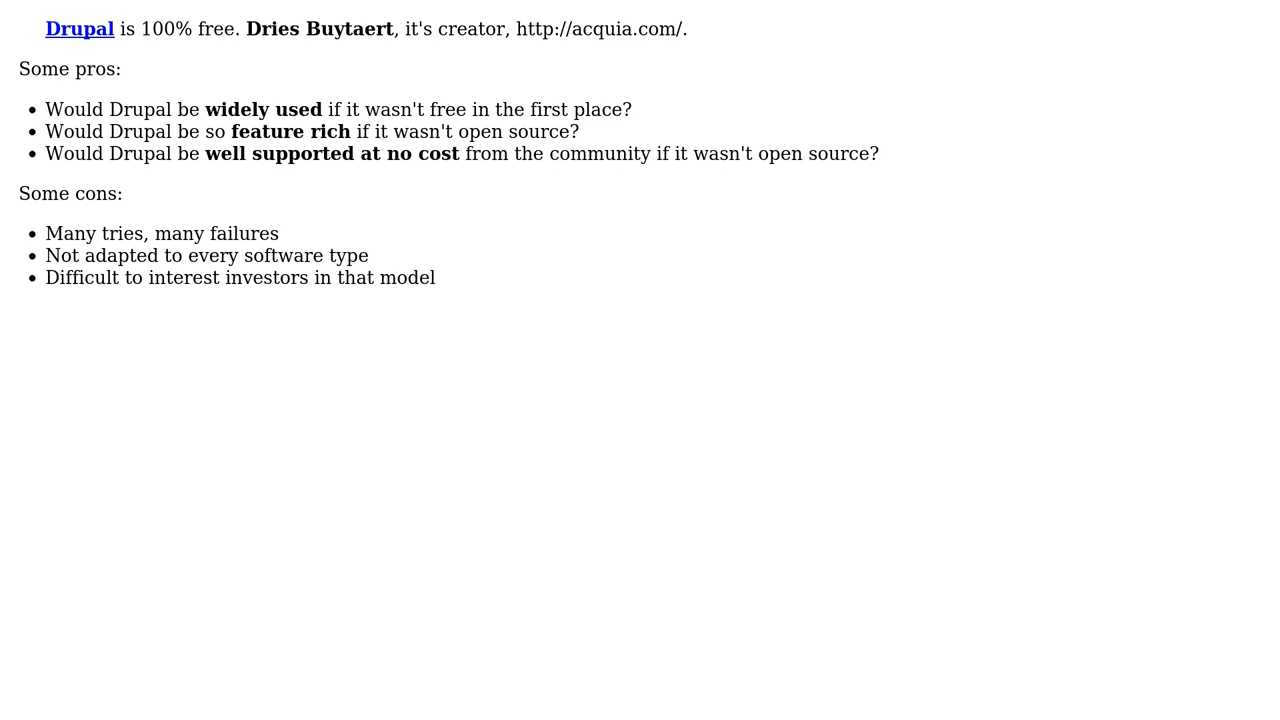 Drupal is 100% free. Dries Buytaert, it's creator, http://acquia.com/.
Some pros:
• Would Drupal be widely used if it wasn't free in the first place?
• Would Drupal be so feature rich if it wasn't open source?
• Would Drupal be well supported at no cost from the community if it wasn't open source?
Some cons:
• Many tries, many failures
• Not adapted to every software type
• Difficult to interest investors in that model